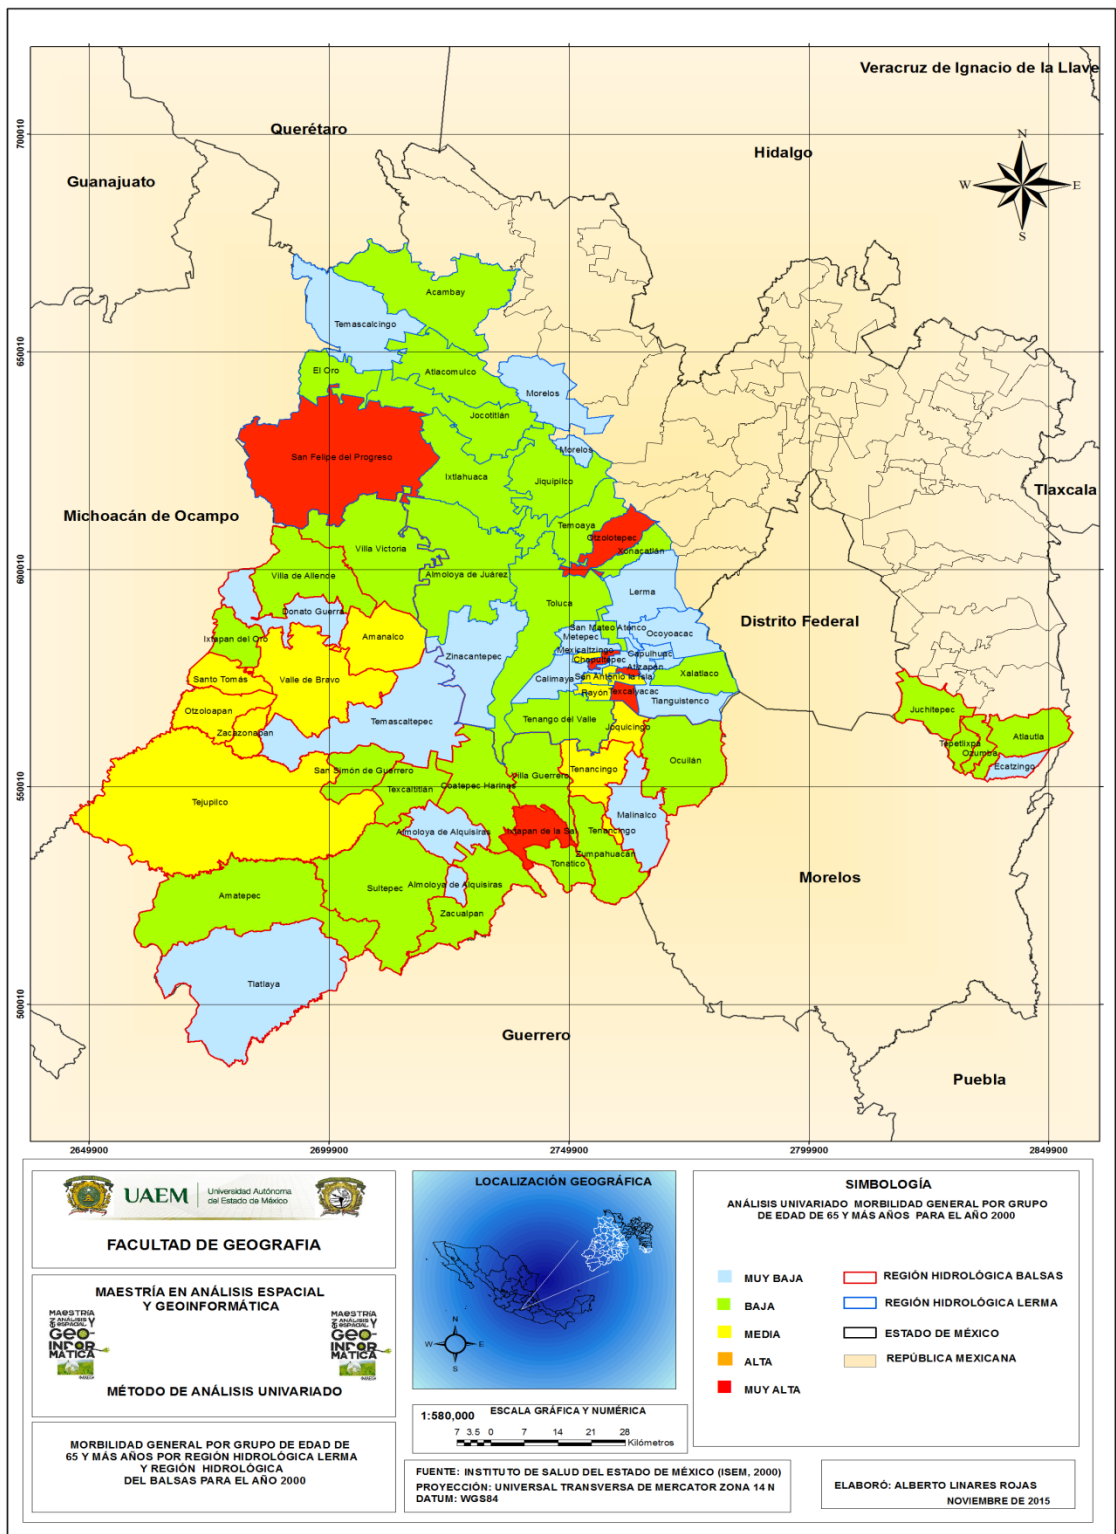 Veracruz de Ignacio de la Llave
Querétaro
Hidalgo
Guanajuato
N
W
E
S
700010
Acambay
Temascalcingo
650010
El Oro
Atlacomulco
Morelos
Jocotitlán
Morelos
San Felipe del Progreso
Ixtlahuaca
Jiquipilco
Tlaxcala
Michoacán de Ocampo
Temoaya
Otzolotepec
Villa Victoria
Xonacatlán
600010
Villa de Allende
Almoloya de Juárez
Lerma
Toluca
Donato Guerra
Distrito Federal
San Mateo Atenco
Ixtapan del Oro
Amanalco
Metepec
Ocoyoacac
Zinacantepec
Mexicaltzingo
Capulhuac
Chapultepec
Atizapán
Xalatlaco
Santo Tomás
Valle de Bravo
Calimaya
San Antonio la Isla
Rayón
Texcalyacac
Tianguistenco
Otzoloapan
Juchitepec
Temascaltepec
Zacazonapan
Tenango del Valle
Joquicingo
Atlautla
Tepetlixpa
Ozumba
Ocuilán
Ecatzingo
San Simón de Guerrero
Villa Guerrero
Tenancingo
550010
Texcaltitlán
Coatepec Harinas
Tejupilco
Malinalco
Almoloya de Alquisiras
Ixtapan de la Sal
Tenancingo
Zumpahuacán
Tonatico
Morelos
Amatepec
Sultepec
Almoloya de Alquisiras
Zacualpan
Tlatlaya
500010
Guerrero
Puebla
2649900
2699900
2749900
2799900
2849900
UAEM
Universidad Autónoma
del Estado de México
FACULTAD DE GEOGRAFIA
MAESTRÍA EN ANÁLISIS ESPACIAL
Y GEOINFORMÁTICA
MÉTODO DE ANÁLISIS UNIVARIADO
MORBILIDAD GENERAL POR GRUPO DE EDAD DE
65 Y MÁS AÑOS POR REGIÓN HIDROLÓGICA LERMA
Y REGIÓN HIDROLÓGICA
DEL BALSAS PARA EL AÑO 2000
LOCALIZACIÓN GEOGRÁFICA
N
W
E
S
1:580,000
ESCALA GRÁFICA Y NUMÉRICA
7 3.5 0 7 14 21 28
Kilómetros
FUENTE: INSTITUTO DE SALUD DEL ESTADO DE MÉXICO (ISEM, 2000)
PROYECCIÓN: UNIVERSAL TRANSVERSA DE MERCATOR ZONA 14 N
DATUM: WGS84
SIMBOLOGÍA
ANÁLISIS UNIVARIADO MORBILIDAD GENERAL POR GRUPO
DE EDAD DE 65 Y MÁS AÑOS PARA EL AÑO 2000
MUY BAJA
BAJA
MEDIA
ALTA
MUY ALTA
REGIÓN HIDROLÓGICA BALSAS
REGIÓN HIDROLÓGICA LERMA
ESTADO DE MÉXICO
REPÚBLICA MEXICANA
ELABORÓ: ALBERTO LINARES ROJAS
NOVIEMBRE DE 2015